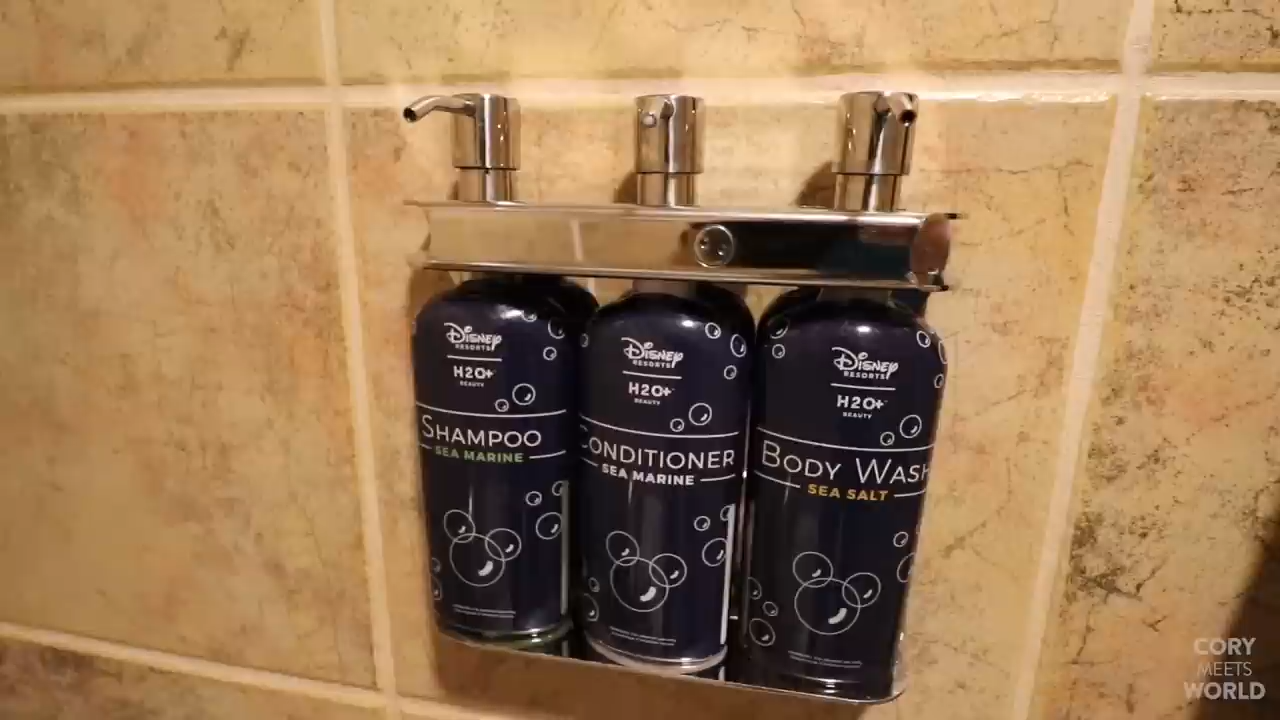 Disney
RESORTS
H2O+
BEAUTY
SHAMPOO
SEA MARINE
Disney
RESORTS
H2O+
BEAUTY
CONDITIONER
SEA MARINE
Disney
RESORTS
H2O+
BEAUTY
BODY WASH
SEA SALT
CORY
MEETS
WORLD